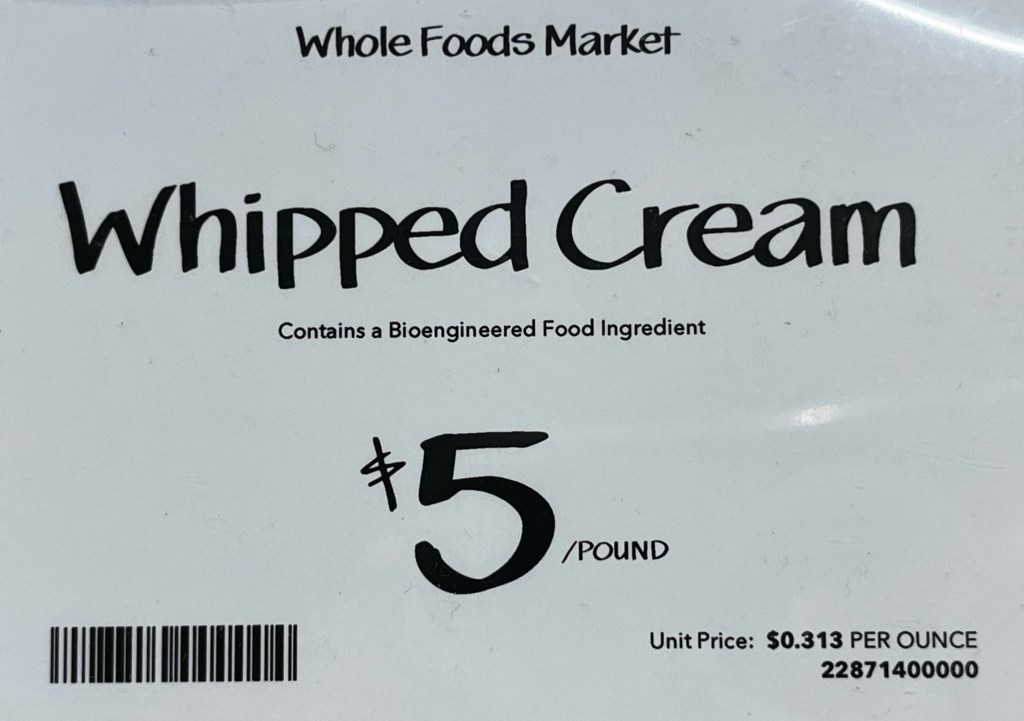 Whole Foods Market
Whipped Cream
Contains a Bioengineered Food Ingredient
$5/POUND
Unit Price: $0.313 PER OUNCE
22871400000